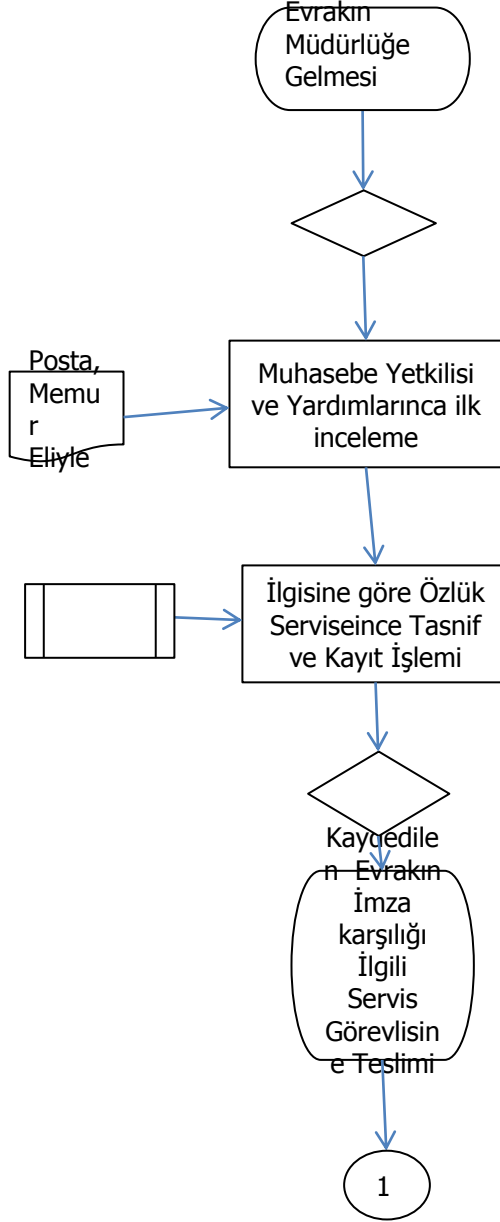 Evrakın
Müdürlüğe
Gelmesi
Posta,
Memu
r
Eliyle
Muhasebe Yetkilisi
ve Yardımlarınca ilk
inceleme
İlgisine göre Özlük
Serviseince Tasnif
ve Kayıt İşlemi
Kaydedile
n Evrakın
İmza
karşılığı
İlgili
Servis
Görevlisin
e Teslimi
1